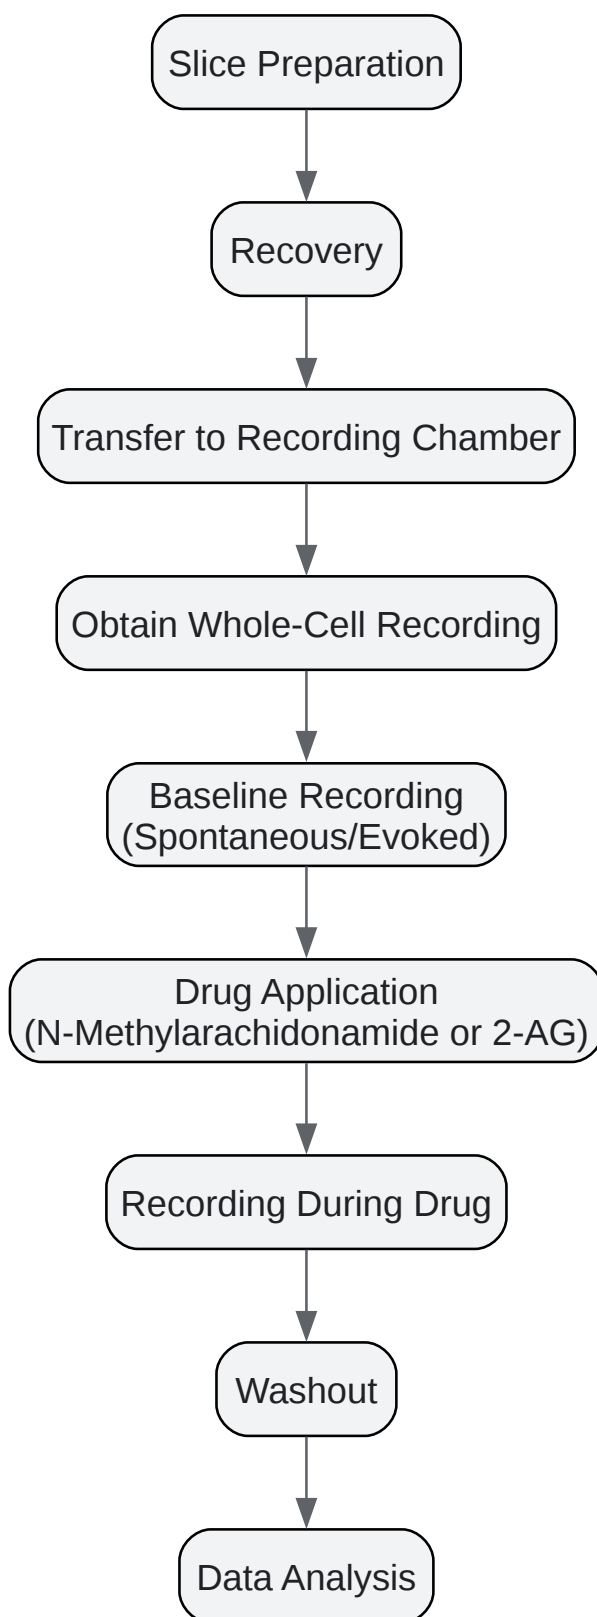 Slice Preparation
Recovery
Transfer to Recording Chamber
Obtain Whole-Cell Recording
Baseline Recording
(Spontaneous/Evoked)
Drug Application
(N-Methylarachidonamide or 2-AG)
Recording During Drug
Washout
Data Analysis